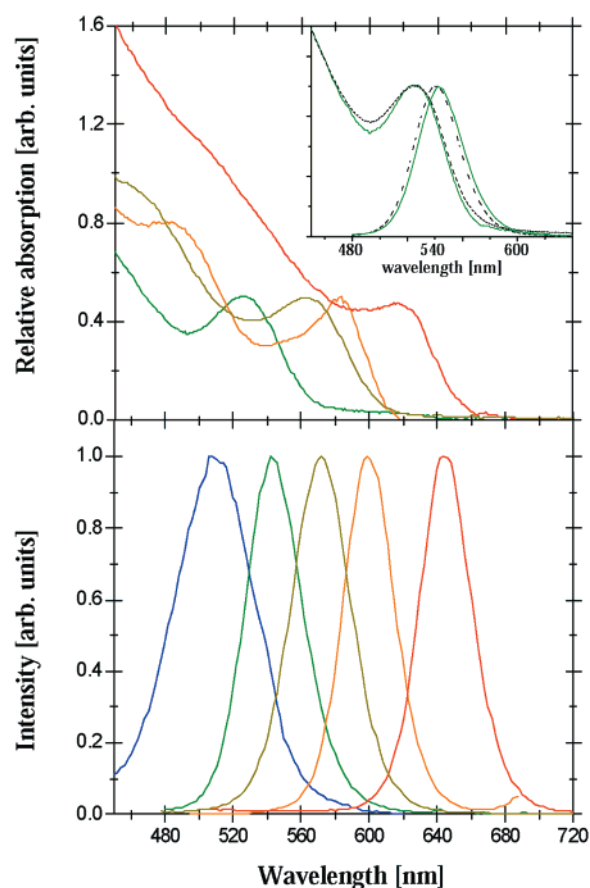 Relative absorption [arb. units]
1.6
1.2
0.8
0.4
0.0
480 540 600
wavelength [nm]
Intensity [arb. units]
1.0
0.8
0.6
0.4
0.2
0.0
480 520 560 600 640 680 720
Wavelength [nm]